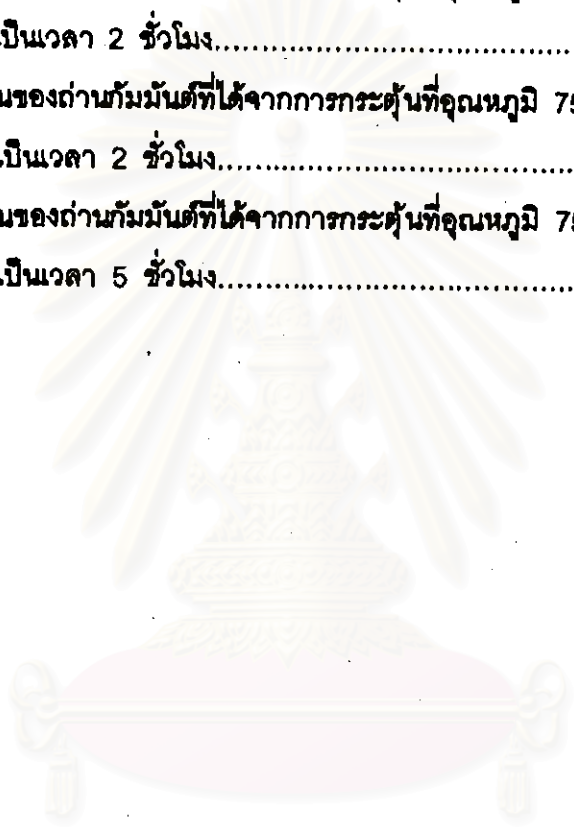 เป็นเวลา 2 ชั่วโมง............................................
นของถ่านกัมมันต์ที่ได้จากการกระตุ้นที่อุณหภูมิ 75
เป็นเวลา 2 ชั่วโมง............................................
นของถ่านกัมมันต์ที่ได้จากการกระตุ้นที่อุณหภูมิ 75
เป็นเวลา 5 ชั่วโมง............................................